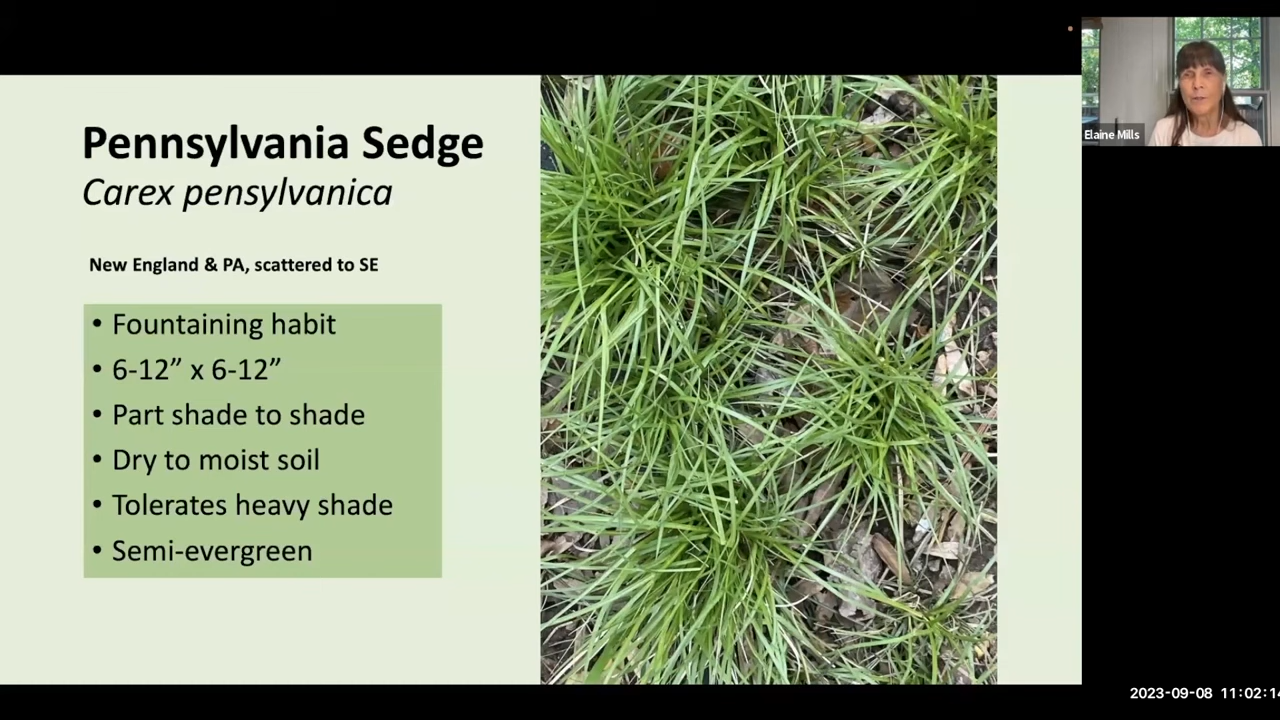 Pennsylvania Sedge
Carex pensylvanica
New England & PA, scattered to SE
• Fountaining habit
• 6-12” x 6-12”
• Part shade to shade
• Dry to moist soil
• Tolerates heavy shade
• Semi-evergreen
Elaine Mills
2023-09-08 11:02:14